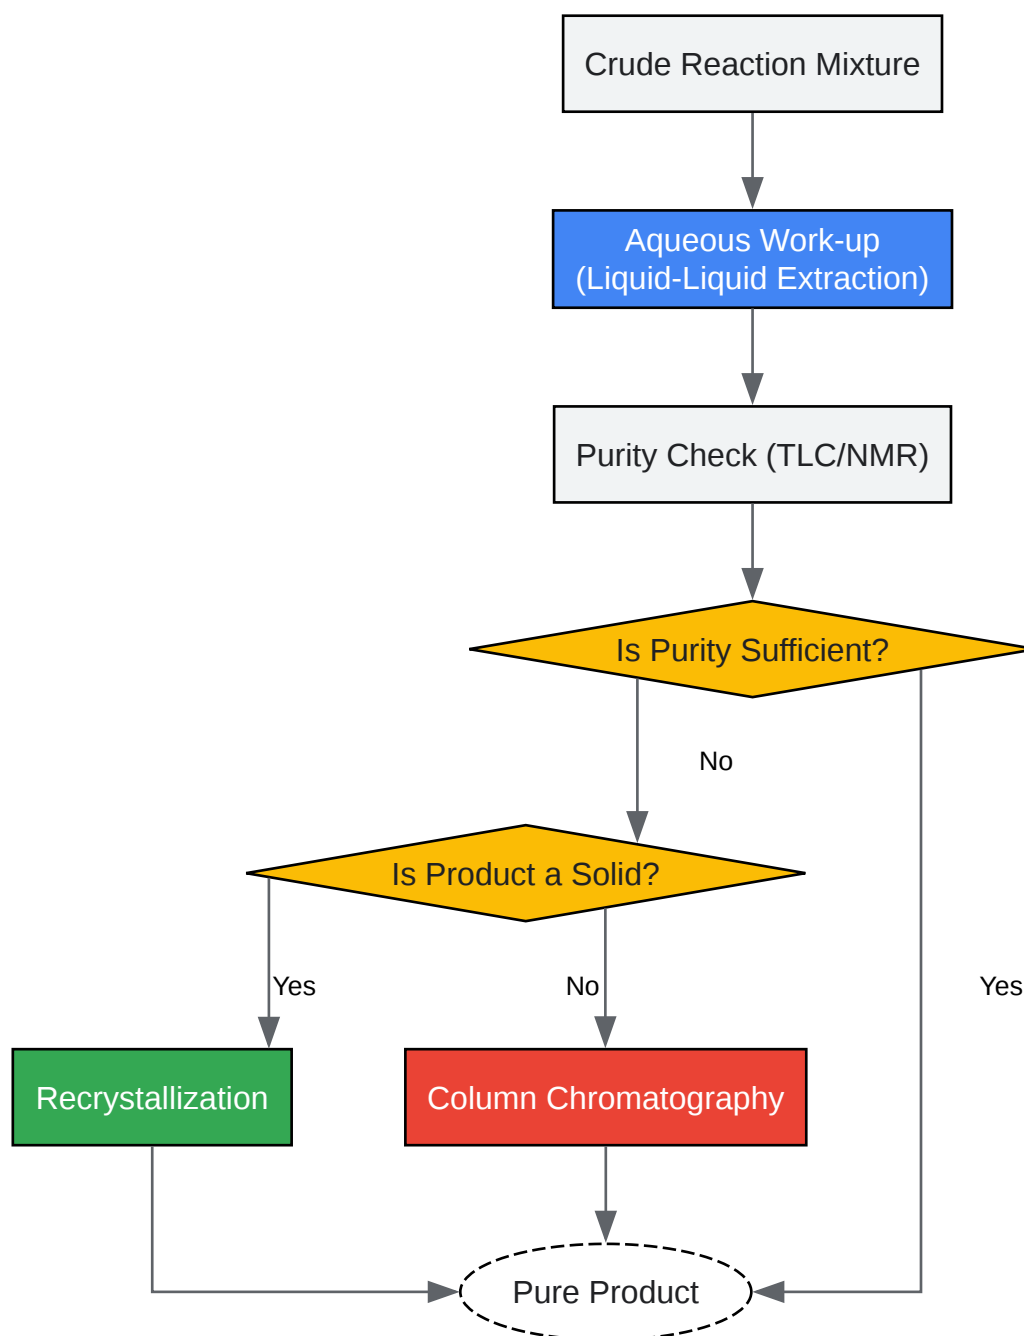 Crude Reaction Mixture
Aqueous Work-up
(Liquid-Liquid Extraction)
Purity Check (TLC/NMR)
Is Purity Sufficient?
No
Is Product a Solid?
Yes
No
Yes
Recrystallization
Column Chromatography
Pure Product